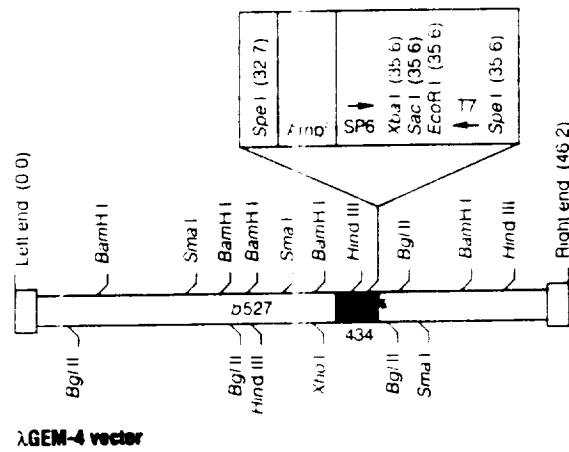 Spe I (32 7)
SP6
Xba I (35 6)
Sac I (35 6)
EcoR I (35 6)
T7
Spe I (35 6)
Left end (0 0)
BamH I
Sma I
BamH I
BamH I
Sma I
BamH I
Hind III
Bgl II
BamH I
Hind III
Right end (46 2)
b527
434
Bgl II
Bgl II
Hind III
Xho I
Bgl II
Sma I
λGEM-4 vector